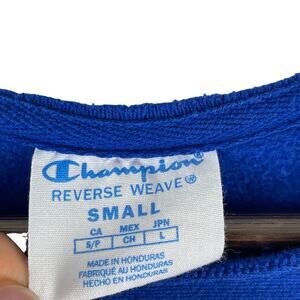 Champion®
REVERSE WEAVE®
SMALL
CA MEX JPN
S/P CH L
MADE IN HONDURAS
FABRIQUÉ AU HONDURAS
HECHO EN HONDURAS